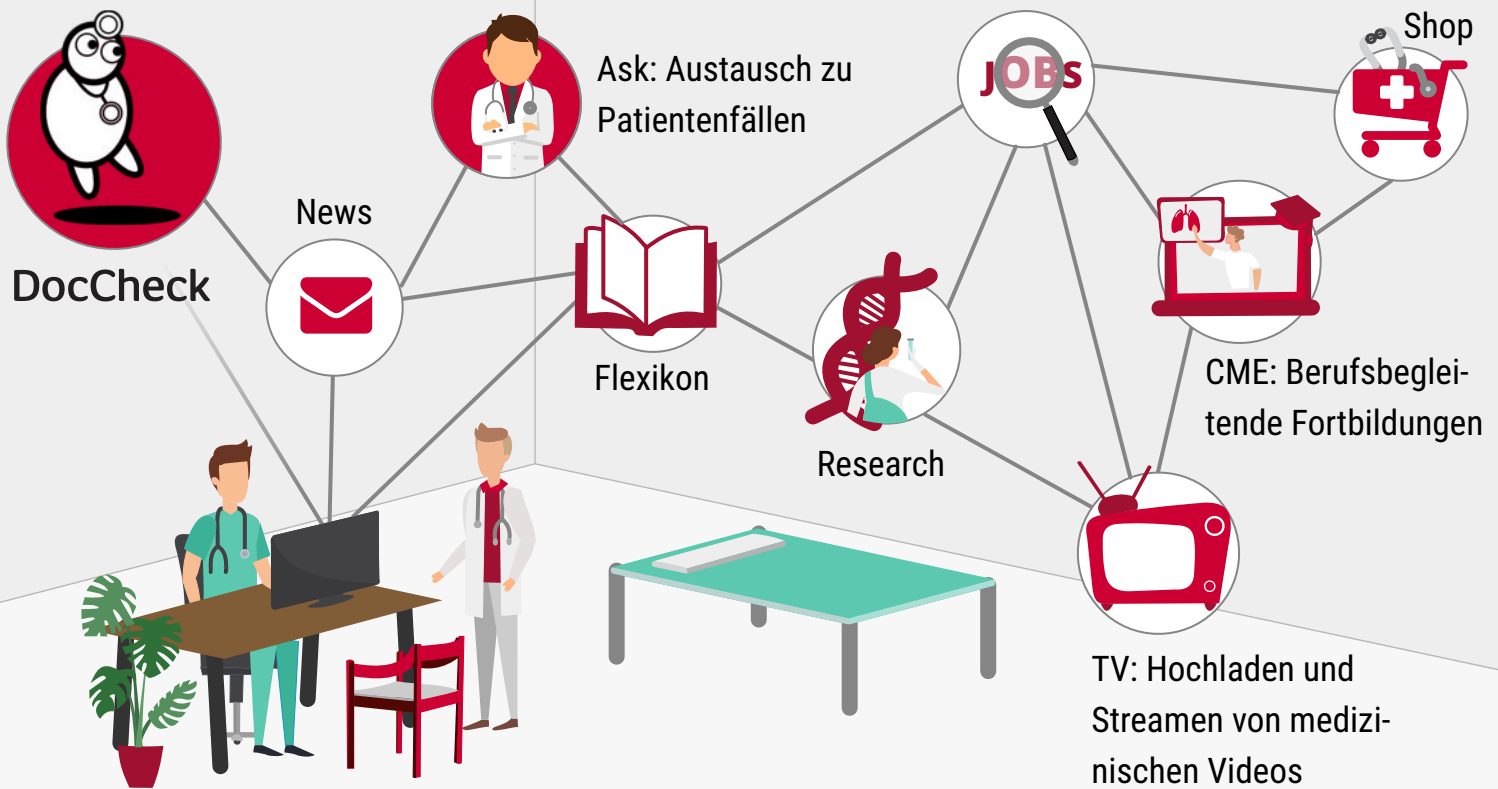 DocCheck
News
Ask: Austausch zu
Patientenfällen
Flexikon
JOBs
Research
Shop
CME: Berufsbeglei-
tende Fortbildungen
TV: Hochladen und
Streamen von medizi-
nischen Videos